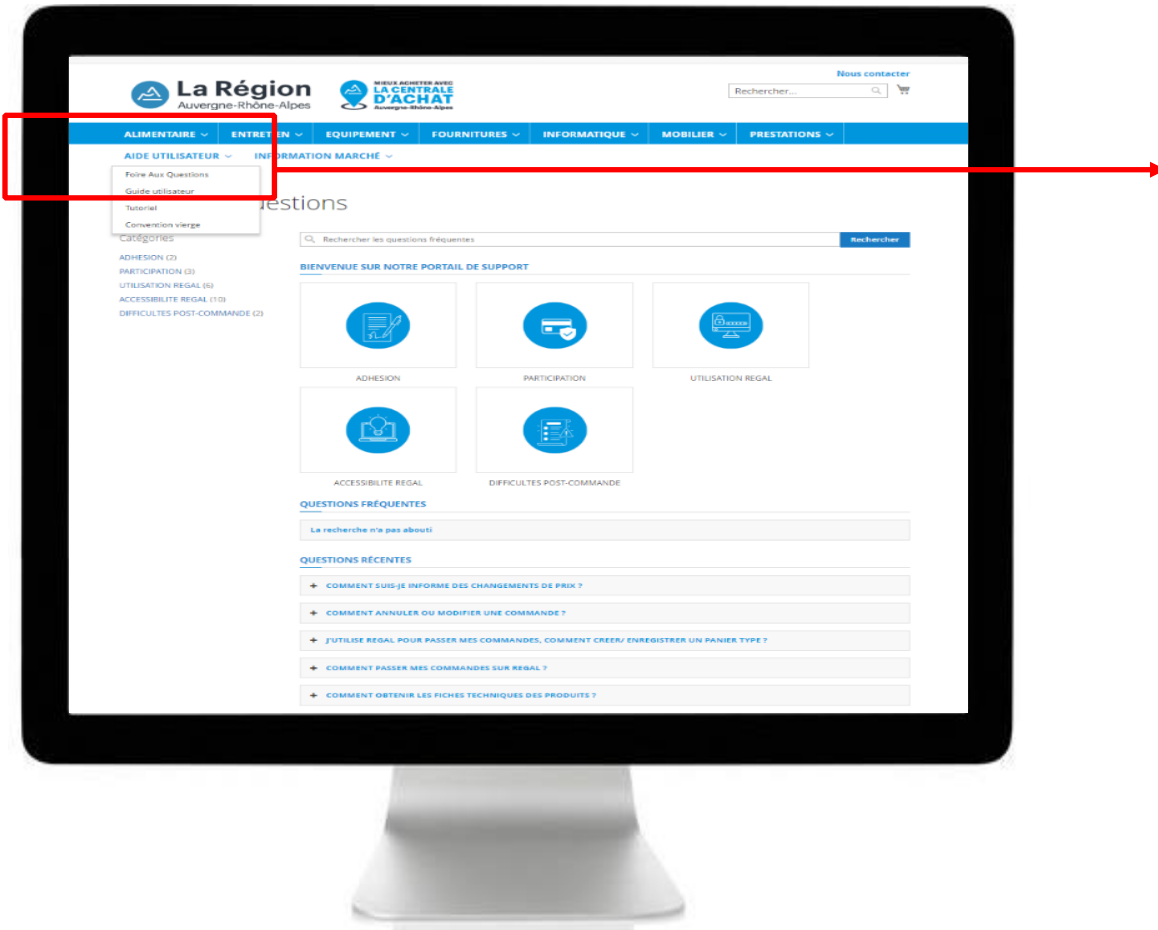 Nous contacter
La Région
Auvergne-Rhône-Alpes
MIEUX ACHETER AVEC
LA CENTRALE
D'ACHAT
Auvergne-Rhône-Alpes
Rechercher...
ALIMENTAIRE ENTRETIEN EQUIPEMENT FOURNITURES INFORMATIQUE MOBILIER PRESTATIONS
AIDE UTILISATEUR INFORMATION MARCHÉ
Foire Aux Questions
Guide utilisateur
Tutoriel
Convention vierge
estions
Catégories
ADHESION (2)
PARTICIPATION (3)
UTILISATION REGAL (6)
ACCESSIBILITE REGAL (10)
DIFFICULTES POST-COMMANDE (2)
Rechercher les questions fréquentes Rechercher
BIENVENUE SUR NOTRE PORTAIL DE SUPPORT
ADHESION PARTICIPATION UTILISATION REGAL
ACCESSIBILITE REGAL DIFFICULTES POST-COMMANDE
QUESTIONS FRÉQUENTES
La recherche n'a pas abouti
QUESTIONS RÉCENTES
+ COMMENT SUIS-JE INFORME DES CHANGEMENTS DE PRIX ?
+ COMMENT ANNULER OU MODIFIER UNE COMMANDE ?
+ J'UTILISE REGAL POUR PASSER MES COMMANDES, COMMENT CREER/ ENREGISTRER UN PANIER TYPE ?
+ COMMENT PASSER MES COMMANDES SUR REGAL ?
+ COMMENT OBTENIR LES FICHES TECHNIQUES DES PRODUITS ?